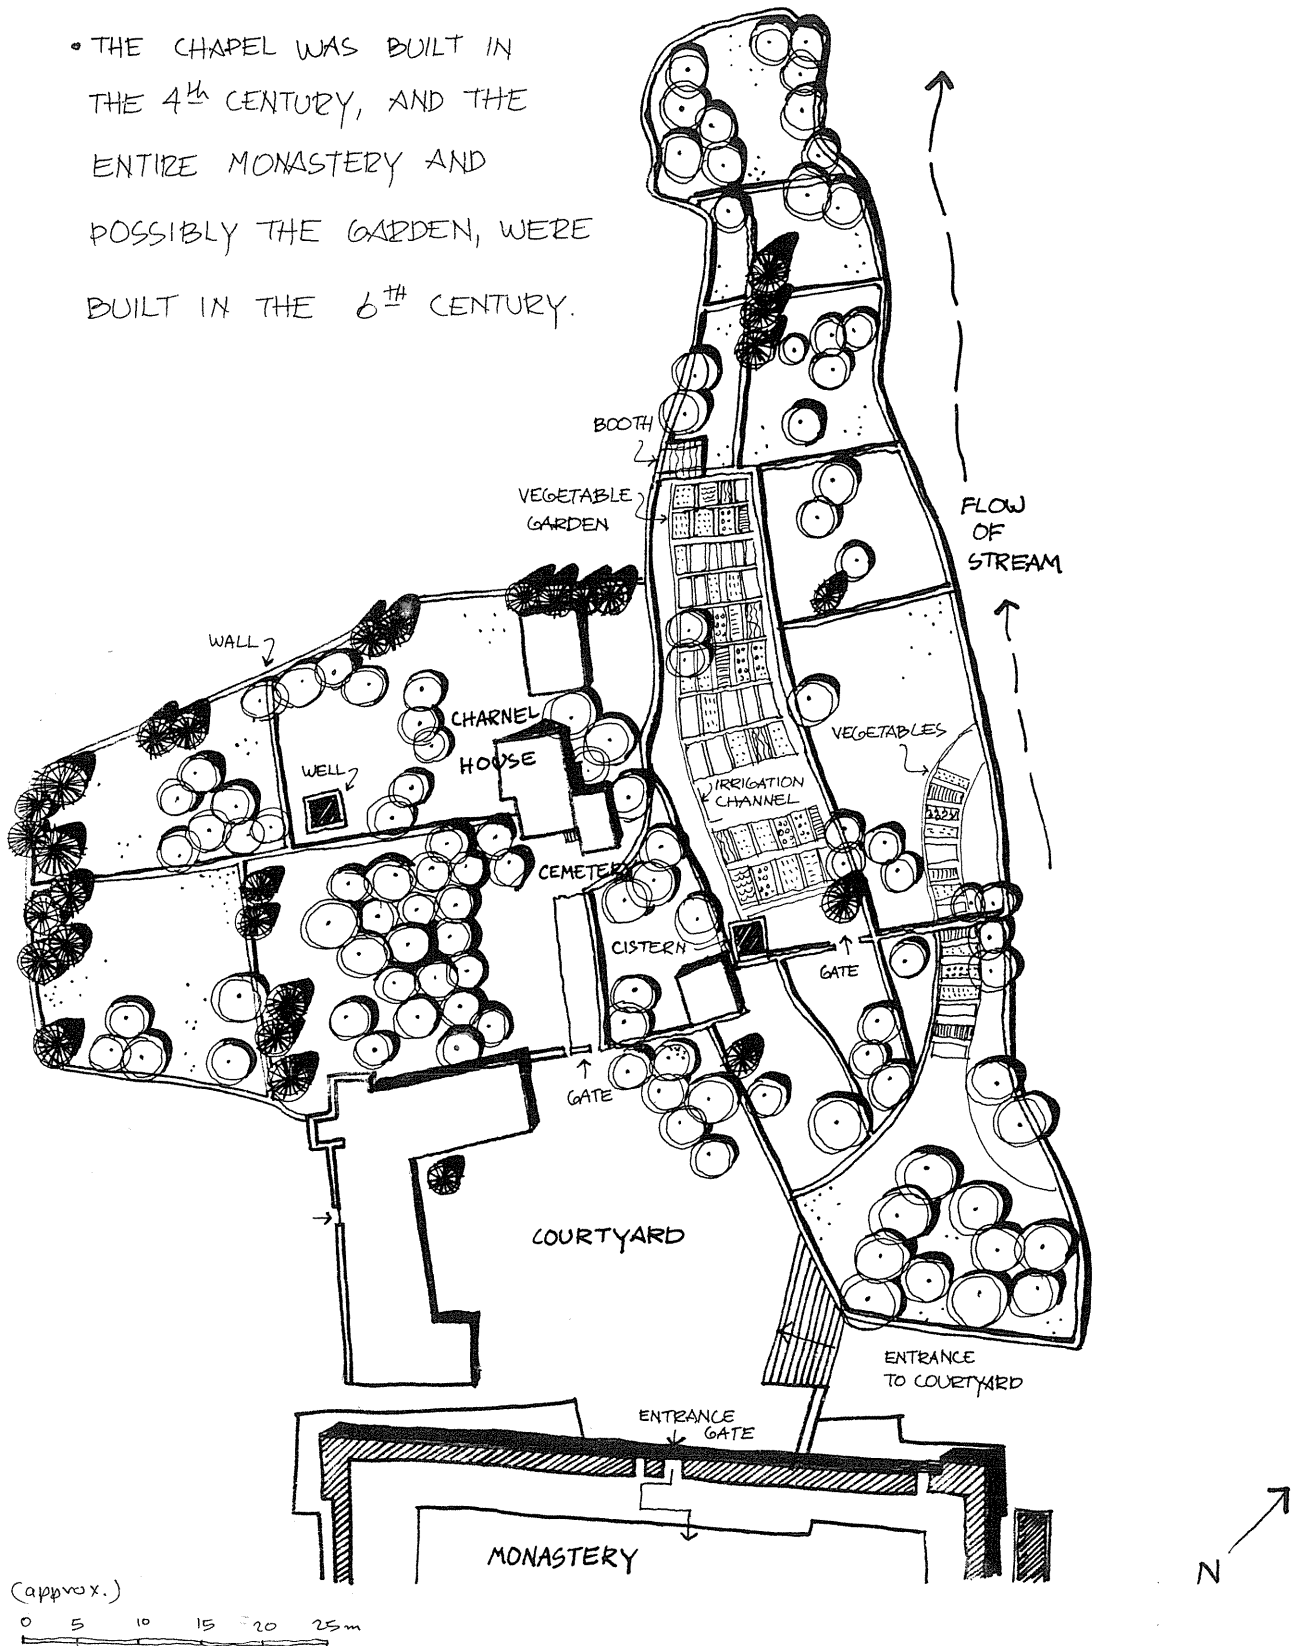 • THE CHAPEL WAS BUILT IN
THE 4th CENTURY, AND THE
ENTIRE MONASTERY AND
POSSIBLY THE GARDEN, WERE
BUILT IN THE 6TH CENTURY.
BOOTH
VEGETABLE
GARDEN
FLOW
OF
STREAM
WALL
CHARNEL
HOUSE
WELL
VEGETABLES
IRRIGATION
CHANNEL
CEMETERY
CISTERN
GATE
GATE
COURTYARD
ENTRANCE
TO COURTYARD
ENTRANCE
GATE
MONASTERY
N
(approx.)
0 5 10 15 20 25m